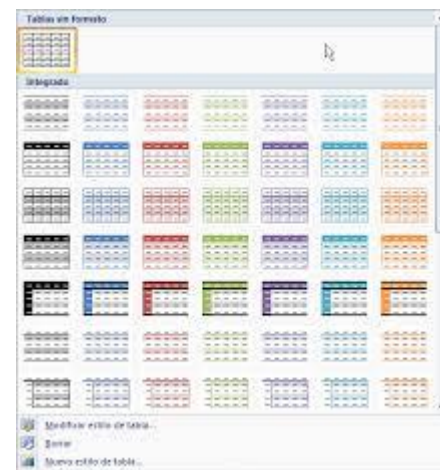 Tablas sin formato
Integrado
Modificar estilo de tabla...
Borrar
Nuevo estilo de tabla...